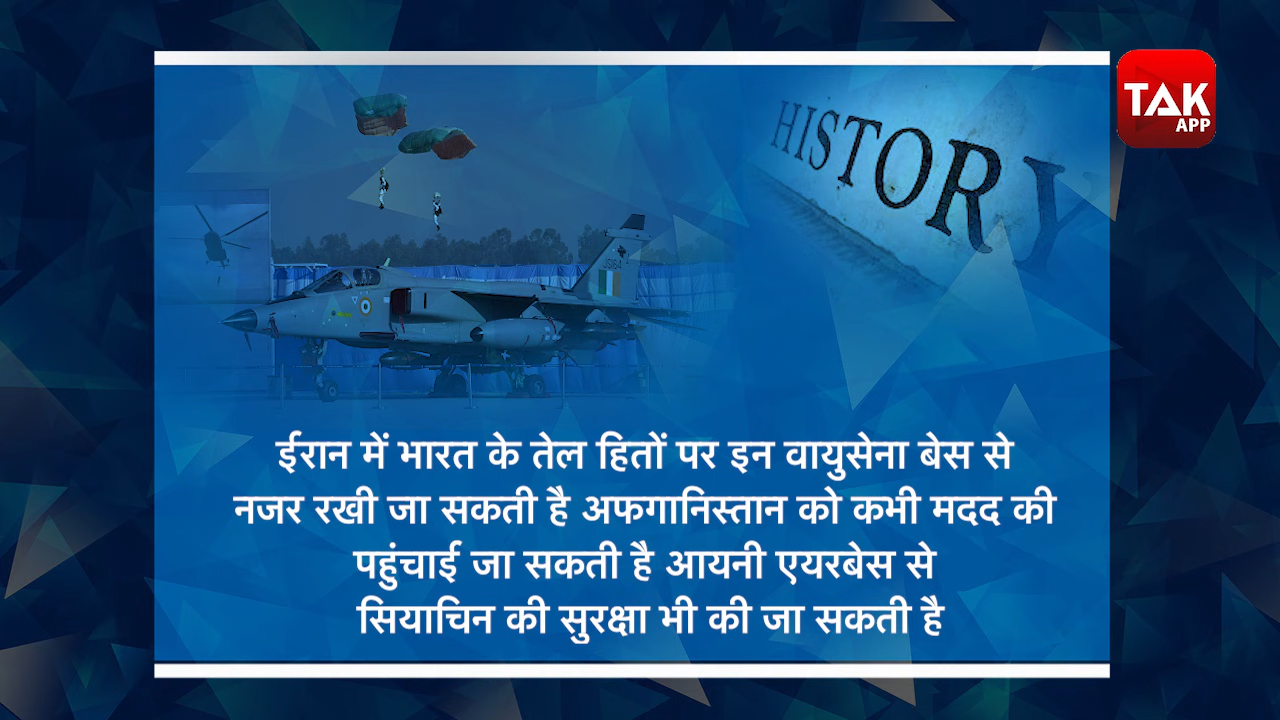 TAK
APP
HISTORY
ईरान में भारत के तेल हितों पर इन वायुसेना बेस से
नजर रखी जा सकती है अफगानिस्तान को कभी मदद की
पहुंचाई जा सकती है आयनी एयरबेस से
सियाचिन की सुरक्षा भी की जा सकती है